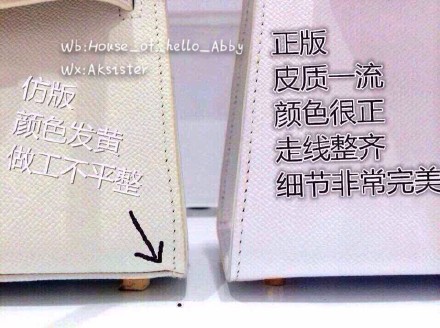 Wb:House_of_hello_Abby
Wx:Aksister
仿版
颜色发黄
做工不平整
正版
皮质一流
颜色很正
走线整齐
细节非常完美